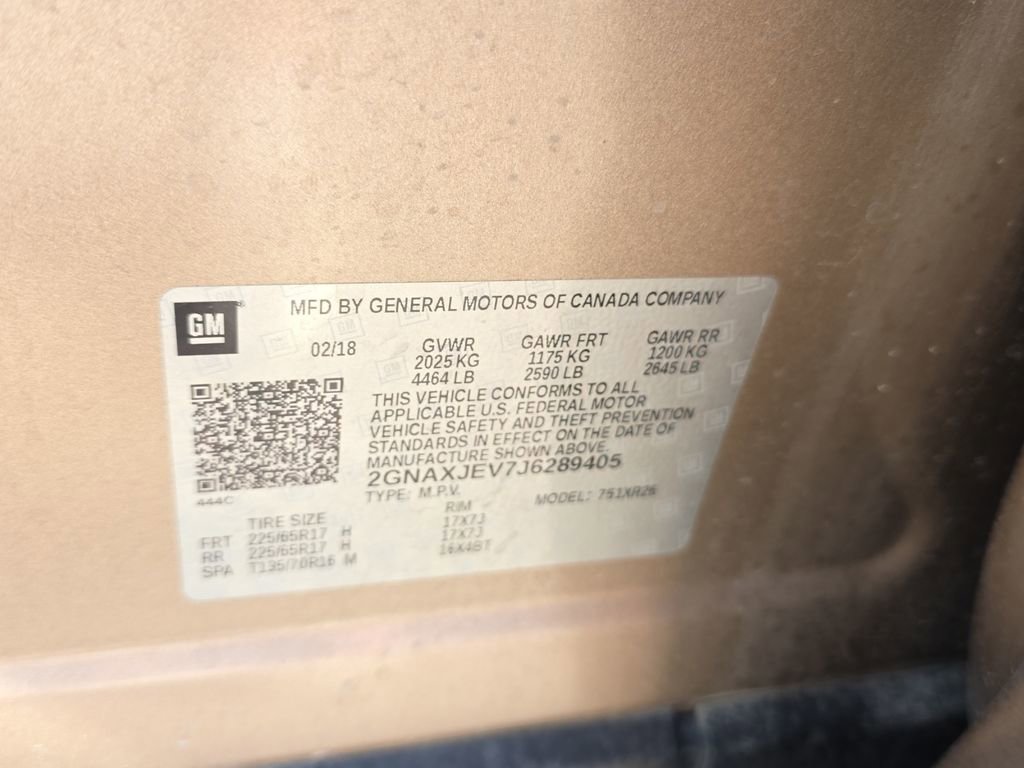 GM
MFD BY GENERAL MOTORS OF CANADA COMPANY
02/18 GVWR GAWR FRT GAWR RR
2025 KG 1175 KG 1200 KG
4464 LB 2590 LB 2645 LB
THIS VEHICLE CONFORMS TO ALL
APPLICABLE U.S. FEDERAL MOTOR
VEHICLE SAFETY AND THEFT PREVENTION
STANDARDS IN EFFECT ON THE DATE OF
MANUFACTURE SHOWN ABOVE.
2GNAXJEV7J6289405
444C
TYPE: M.P.V. MODEL: 751XR26
TIRE SIZE RIM
FRT 225/65R17 H 17X7J
RR 225/65R17 H 17X7J
SPA T135/70R16 M 16X4BT